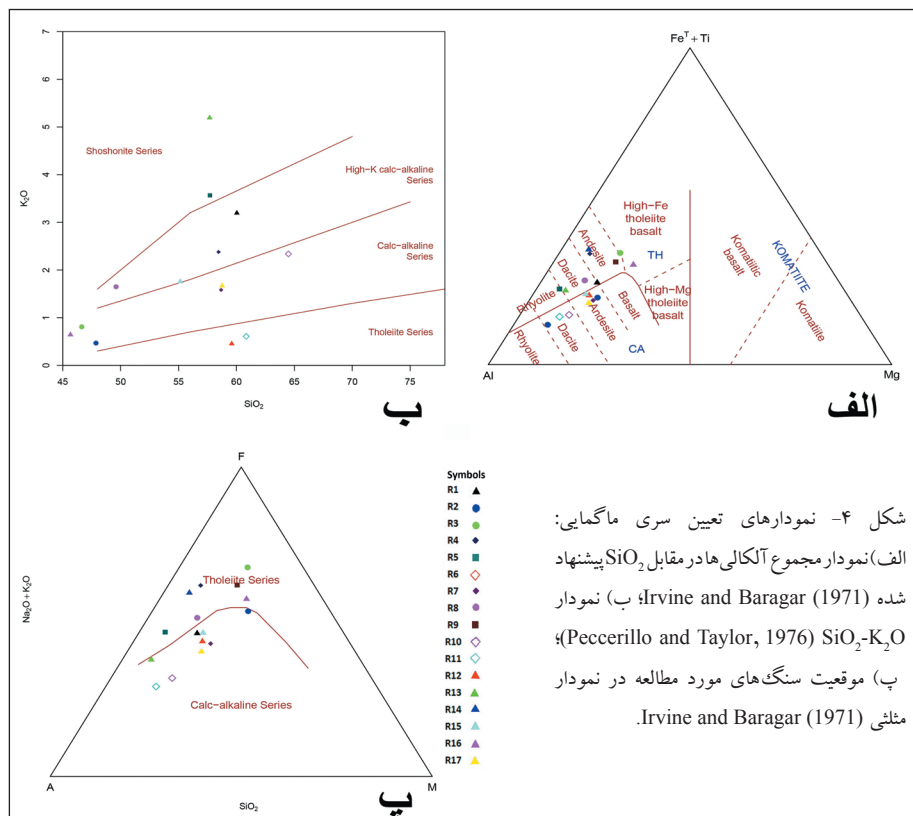 7
6
5
4
3
2
1
0
K₂O
45
50
55
60
65
70
75
SiO₂
Shoshonite Series
High−K calc−alkaline
Series
Calc−alkaline
Series
Tholeiite Series
ب
Feᵀ + Ti
High−Fe
tholeiite
basalt
TH
Andesite
Dacite
Rhyolite
High−Mg
tholeiite
basalt
Basalt
Andesite
Dacite
Rhyolite
CA
Komatiitic
basalt
KOMATIITE
Komatiite
Al
Mg
الف
F
Na₂O + K₂O
Tholeiite Series
Calc−alkaline Series
A
M
SiO₂
پ
Symbols
R1
R2
R3
R4
R5
R6
R7
R8
R9
R10
R11
R12
R13
R14
R15
R16
R17
شکل ۴- نمودارهای تعیین سری ماگمایی:
الف) نمودار مجموع آلکالی‌ها در مقابل SiO₂ پیشنهاد
شده Irvine and Baragar (1971)؛ ب) نمودار
SiO₂-K₂O (Peccerillo and Taylor, 1976)؛
پ) موقعیت سنگ‌های مورد مطالعه در نمودار
مثلثی Irvine and Baragar (1971).